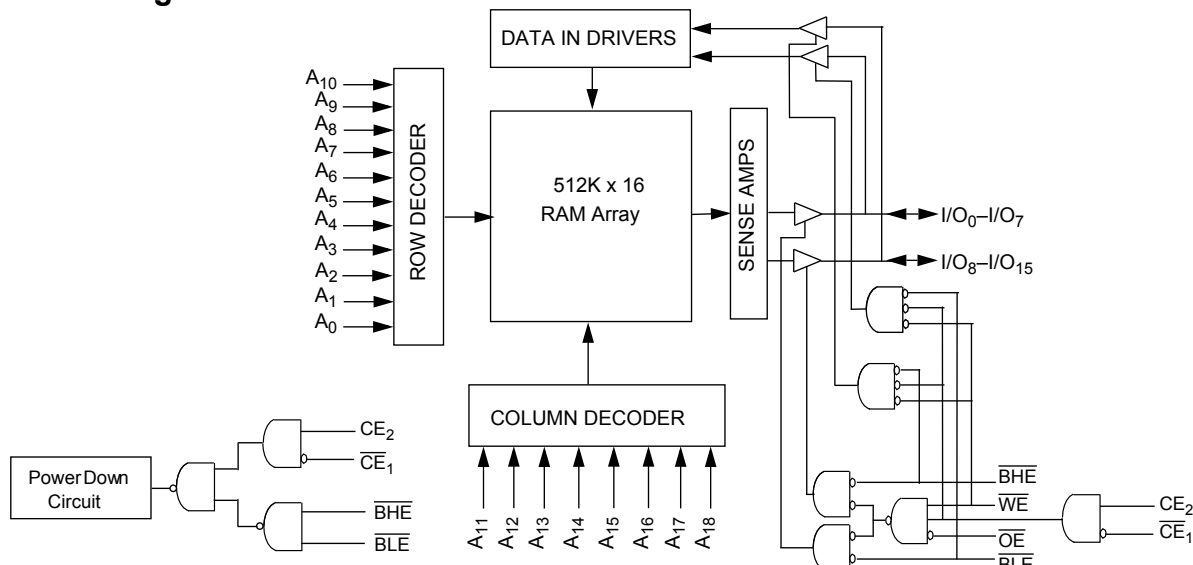 DATA IN DRIVERS
A10
A9
A8
A7
A6
A5
A4
A3
A2
A1
A0
ROW DECODER
512K x 16
RAM Array
SENSE AMPS
I/O0–I/O7
I/O8–I/O15
COLUMN DECODER
A11
A12
A13
A14
A15
A16
A17
A18
Power Down
Circuit
CE2
CE1
BHE
BLE
BHE
WE
OE
BLE
CE2
CE1